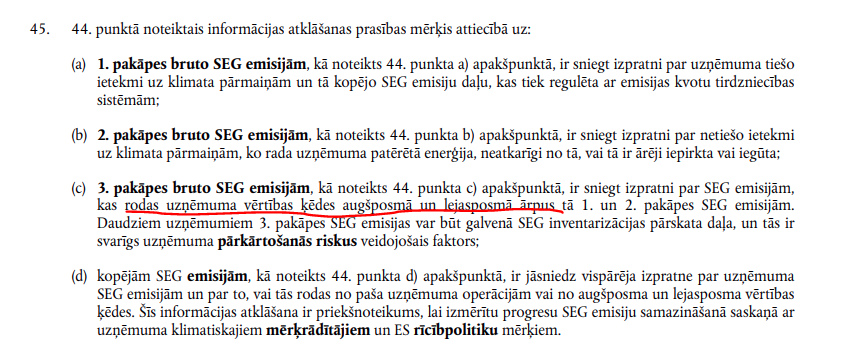 45. 44. punktā noteiktais informācijas atklāšanas prasības mērķis attiecībā uz:
(a) 1. pakāpes bruto SEG emisijām, kā noteikts 44. punkta a) apakšpunktā, ir sniegt izpratni par uzņēmuma tiešo
ietekmi uz klimata pārmaiņām un tā kopējo SEG emisiju daļu, kas tiek regulēta ar emisijas kvotu tirdzniecības
sistēmām;
(b) 2. pakāpes bruto SEG emisijām, kā noteikts 44. punkta b) apakšpunktā, ir sniegt izpratni par netiešo ietekmi
uz klimata pārmaiņām, ko rada uzņēmuma patērētā enerģija, neatkarīgi no tā, vai tā ir ārēji iepirkta vai iegūta;
(c) 3. pakāpes bruto SEG emisijām, kā noteikts 44. punkta c) apakšpunktā, ir sniegt izpratni par SEG emisijām,
kas rodas uzņēmuma vērtības ķēdes augšposmā un lejasposmā ārpus tā 1. un 2. pakāpes SEG emisijām.
Daudziem uzņēmumiem 3. pakāpes SEG emisijas var būt galvenā SEG inventarizācijas pārskata daļa, un tās ir
svarīgs uzņēmuma pārkārtošanās riskus veidojošais faktors;
(d) kopējām SEG emisijām, kā noteikts 44. punkta d) apakšpunktā, ir jāsniedz vispārēja izpratne par uzņēmuma
SEG emisijām un par to, vai tās rodas no paša uzņēmuma operācijām vai no augšposma un lejasposma vērtības
ķēdes. Šīs informācijas atklāšana ir priekšnoteikums, lai izmērītu progresu SEG emisiju samazināšanā saskaņā ar
uzņēmuma klimatiskajiem mērķrādītājiem un ES rīcībpolitiku mērķiem.